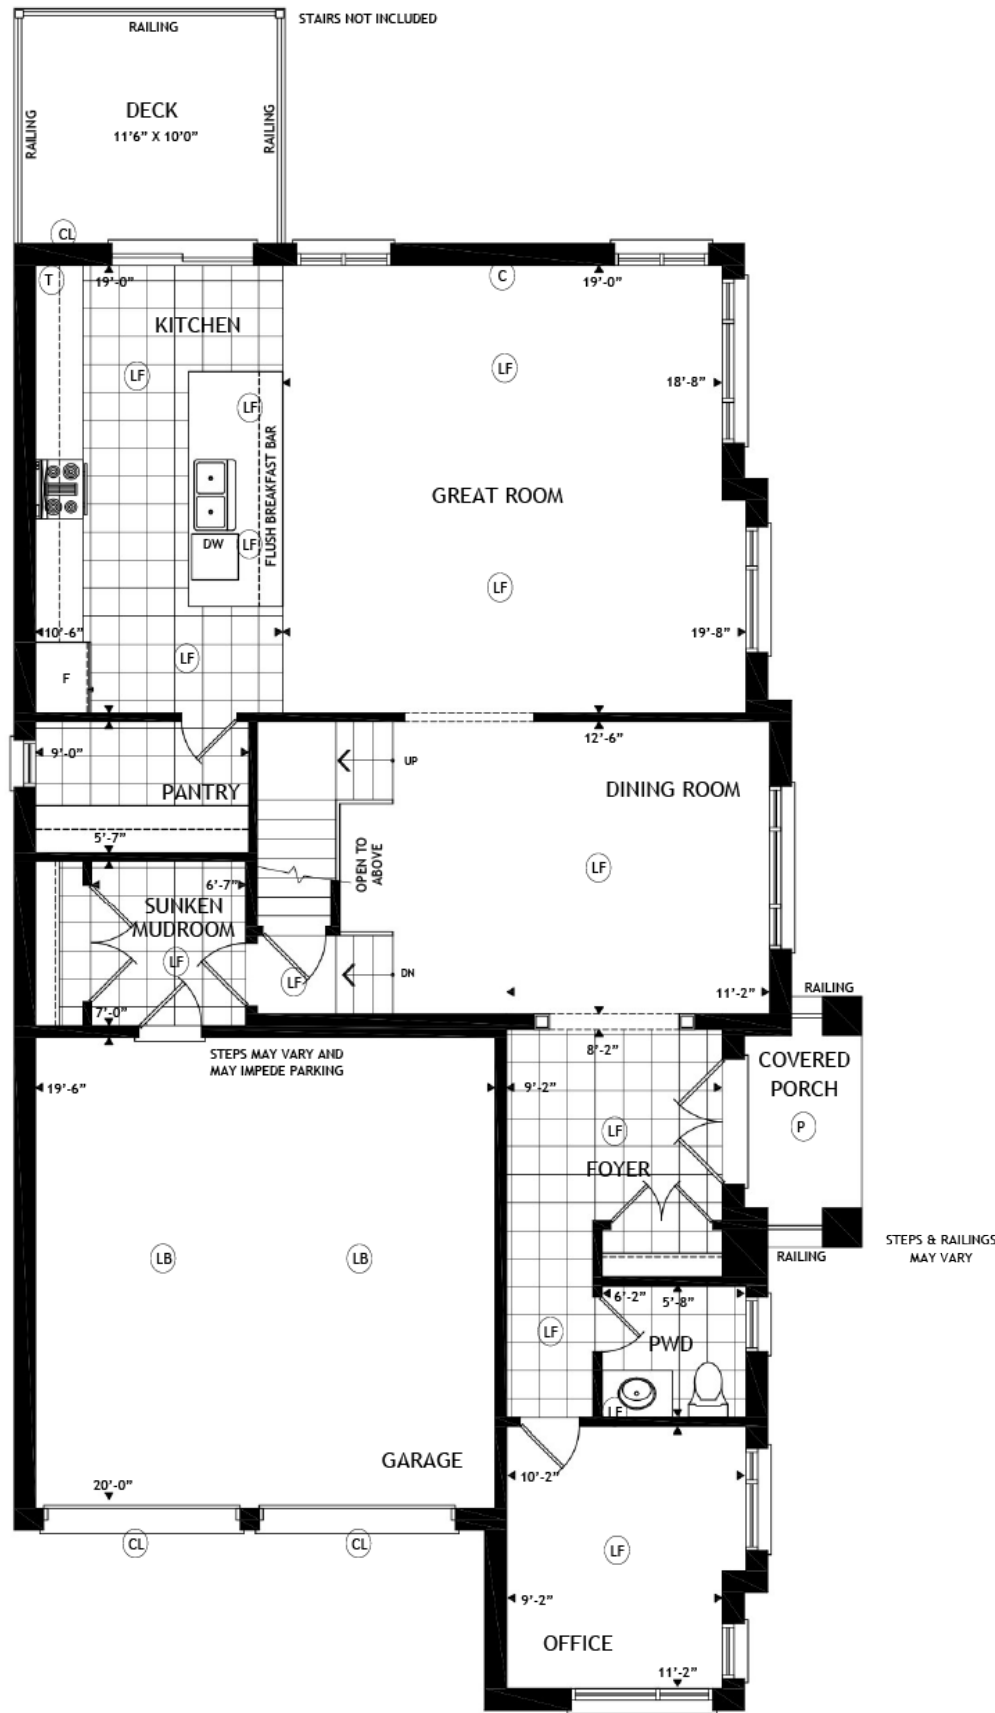 STAIRS NOT INCLUDED
RAILING
RAILING
RAILING
DECK
11'6" X 10'0"
CL
T
19'-0"
C
19'-0"
KITCHEN
LF
LF
18'-8"
LF
FLUSH BREAKFAST BAR
GREAT ROOM
DW
LF
LF
10'-6"
19'-8"
LF
F
9'-0"
12'-6"
UP
PANTRY
DINING ROOM
5'-7"
OPEN TO
ABOVE
LF
6'-7"
SUNKEN
MUDROOM
LF
LF
DN
11'-2"
RAILING
7'-0"
STEPS MAY VARY AND
MAY IMPEDE PARKING
8'-2"
COVERED
PORCH
19'-6"
9'-2"
P
LF
FOYER
LB
LB
STEPS & RAILINGS
MAY VARY
RAILING
6'-2"
5'-8"
LF
PWD
LF
GARAGE
10'-2"
20'-0"
CL
CL
LF
9'-2"
OFFICE
11'-2"